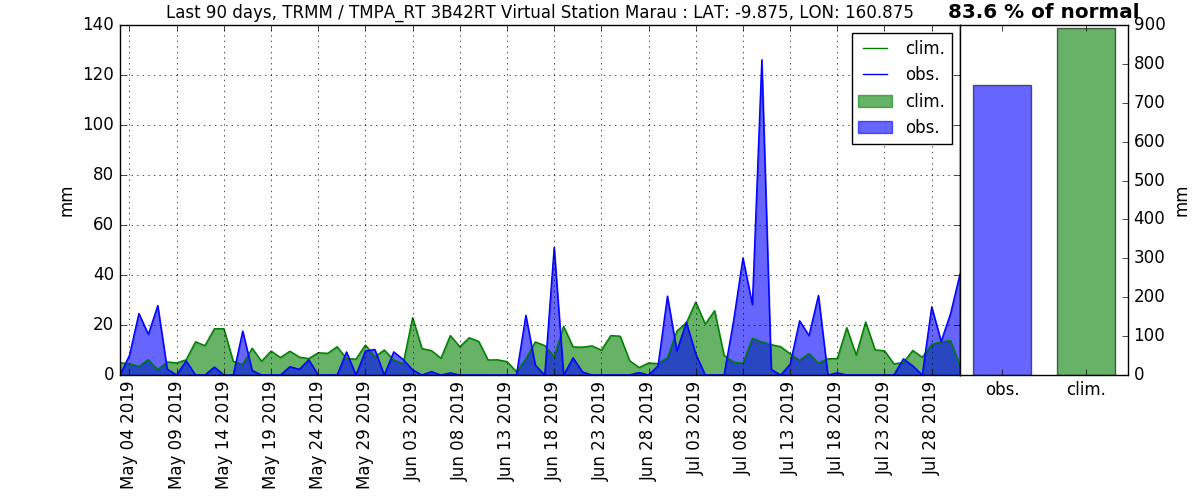 Last 90 days, TRMM / TMPA_RT 3B42RT Virtual Station Marau : LAT: -9.875, LON: 160.875
83.6 % of normal
140
120
100
80
60
40
20
0
mm
clim.
obs.
clim.
obs.
900
800
700
600
500
400
300
200
100
0
mm
May 04 2019
May 09 2019
May 14 2019
May 19 2019
May 24 2019
May 29 2019
Jun 03 2019
Jun 08 2019
Jun 13 2019
Jun 18 2019
Jun 23 2019
Jun 28 2019
Jul 03 2019
Jul 08 2019
Jul 13 2019
Jul 18 2019
Jul 23 2019
Jul 28 2019
obs.
clim.